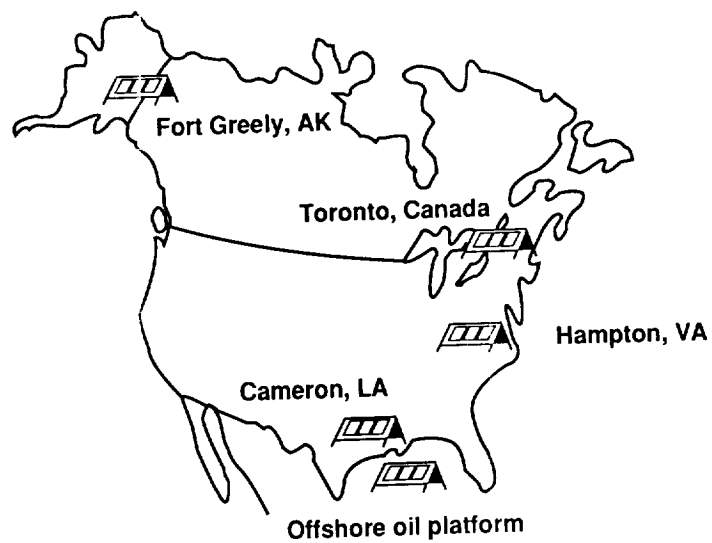 Fort Greely, AK
Toronto, Canada
Hampton, VA
Cameron, LA
Offshore oil platform